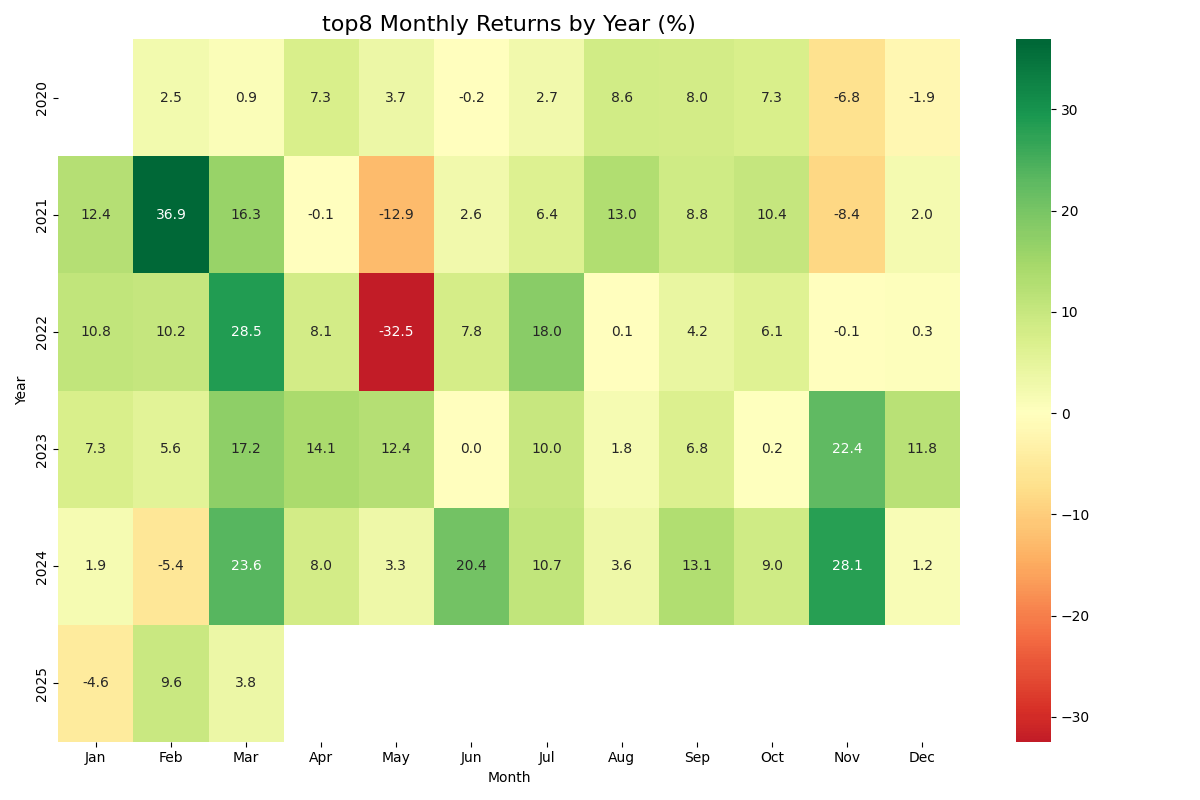 top8 Monthly Returns by Year (%)
2020 2.5 0.9 7.3 3.7 -0.2 2.7 8.6 8.0 7.3 -6.8 -1.9
2021 12.4 36.9 16.3 -0.1 -12.9 2.6 6.4 13.0 8.8 10.4 -8.4 2.0
2022 10.8 10.2 28.5 8.1 -32.5 7.8 18.0 0.1 4.2 6.1 -0.1 0.3
2023 7.3 5.6 17.2 14.1 12.4 0.0 10.0 1.8 6.8 0.2 22.4 11.8
2024 1.9 -5.4 23.6 8.0 3.3 20.4 10.7 3.6 13.1 9.0 28.1 1.2
2025 -4.6 9.6 3.8
Year
Jan Feb Mar Apr May Jun Jul Aug Sep Oct Nov Dec
Month
30
20
10
0
−10
−20
−30